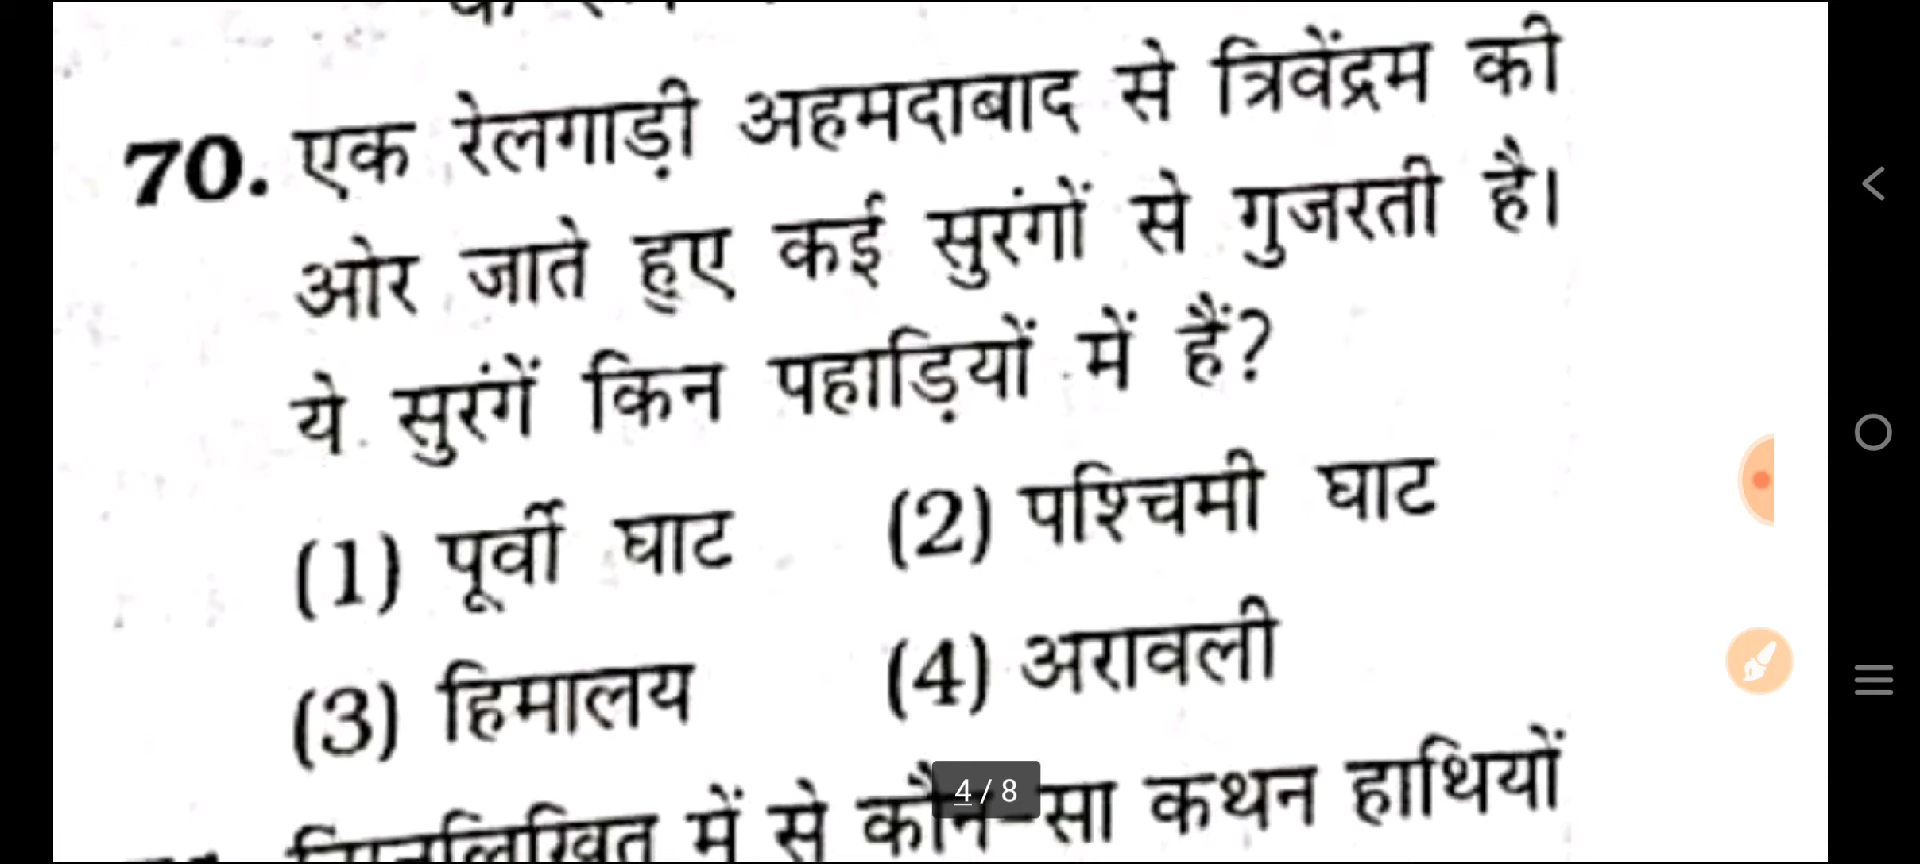 70. एक रेलगाड़ी अहमदाबाद से त्रिवेंद्रम की
ओर जाते हुए कई सुरंगों से गुजरती है।
ये सुरंगें किन पहाड़ियों में हैं?
(1) पूर्वी घाट (2) पश्चिमी घाट
(3) हिमालय (4) अरावली
4 / 8
में से कौन-सा कथन हाथियों